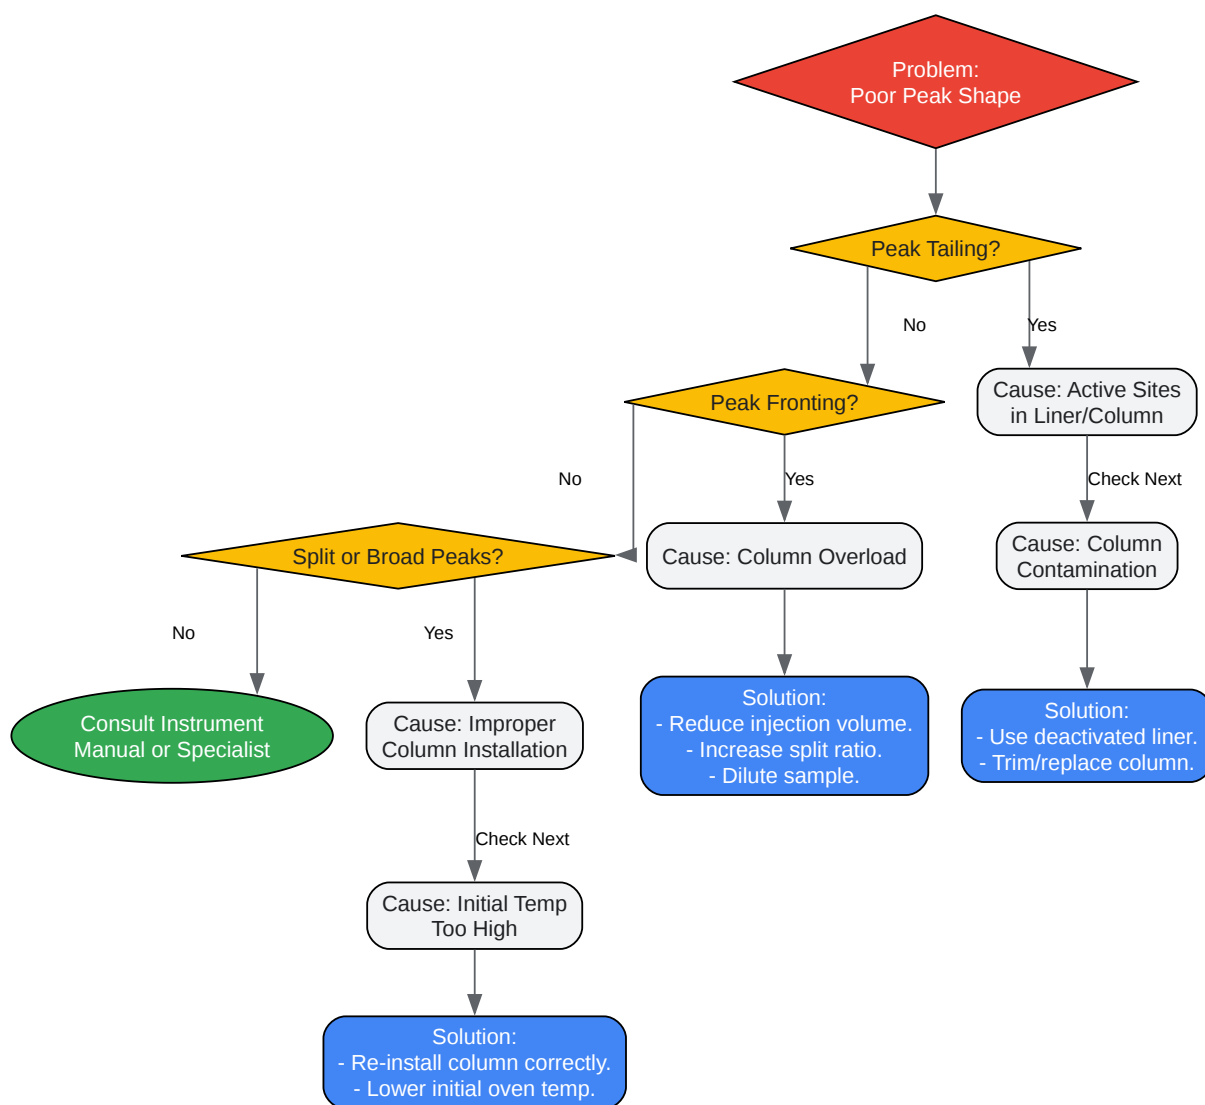 Problem:
Poor Peak Shape
Peak Tailing?
No
Yes
Peak Fronting?
Cause: Active Sites
in Liner/Column
No
Yes
Check Next
Split or Broad Peaks?
Cause: Column Overload
Cause: Column
Contamination
No
Yes
Consult Instrument
Manual or Specialist
Cause: Improper
Column Installation
Solution:
- Reduce injection volume.
- Increase split ratio.
- Dilute sample.
Solution:
- Use deactivated liner.
- Trim/replace column.
Check Next
Cause: Initial Temp
Too High
Solution:
- Re-install column correctly.
- Lower initial oven temp.